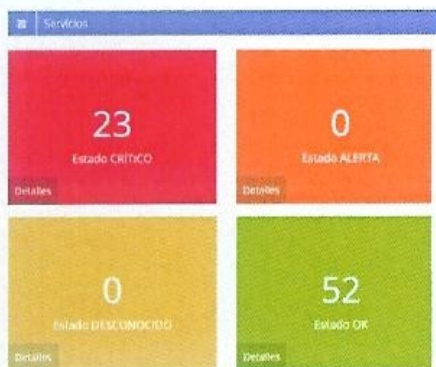 Servicios
23
Estado CRÍTICO
Detalles
0
Estado ALERTA
Detalles
0
Estado DESCONOCIDO
Detalles
52
Estado OK
Detalles